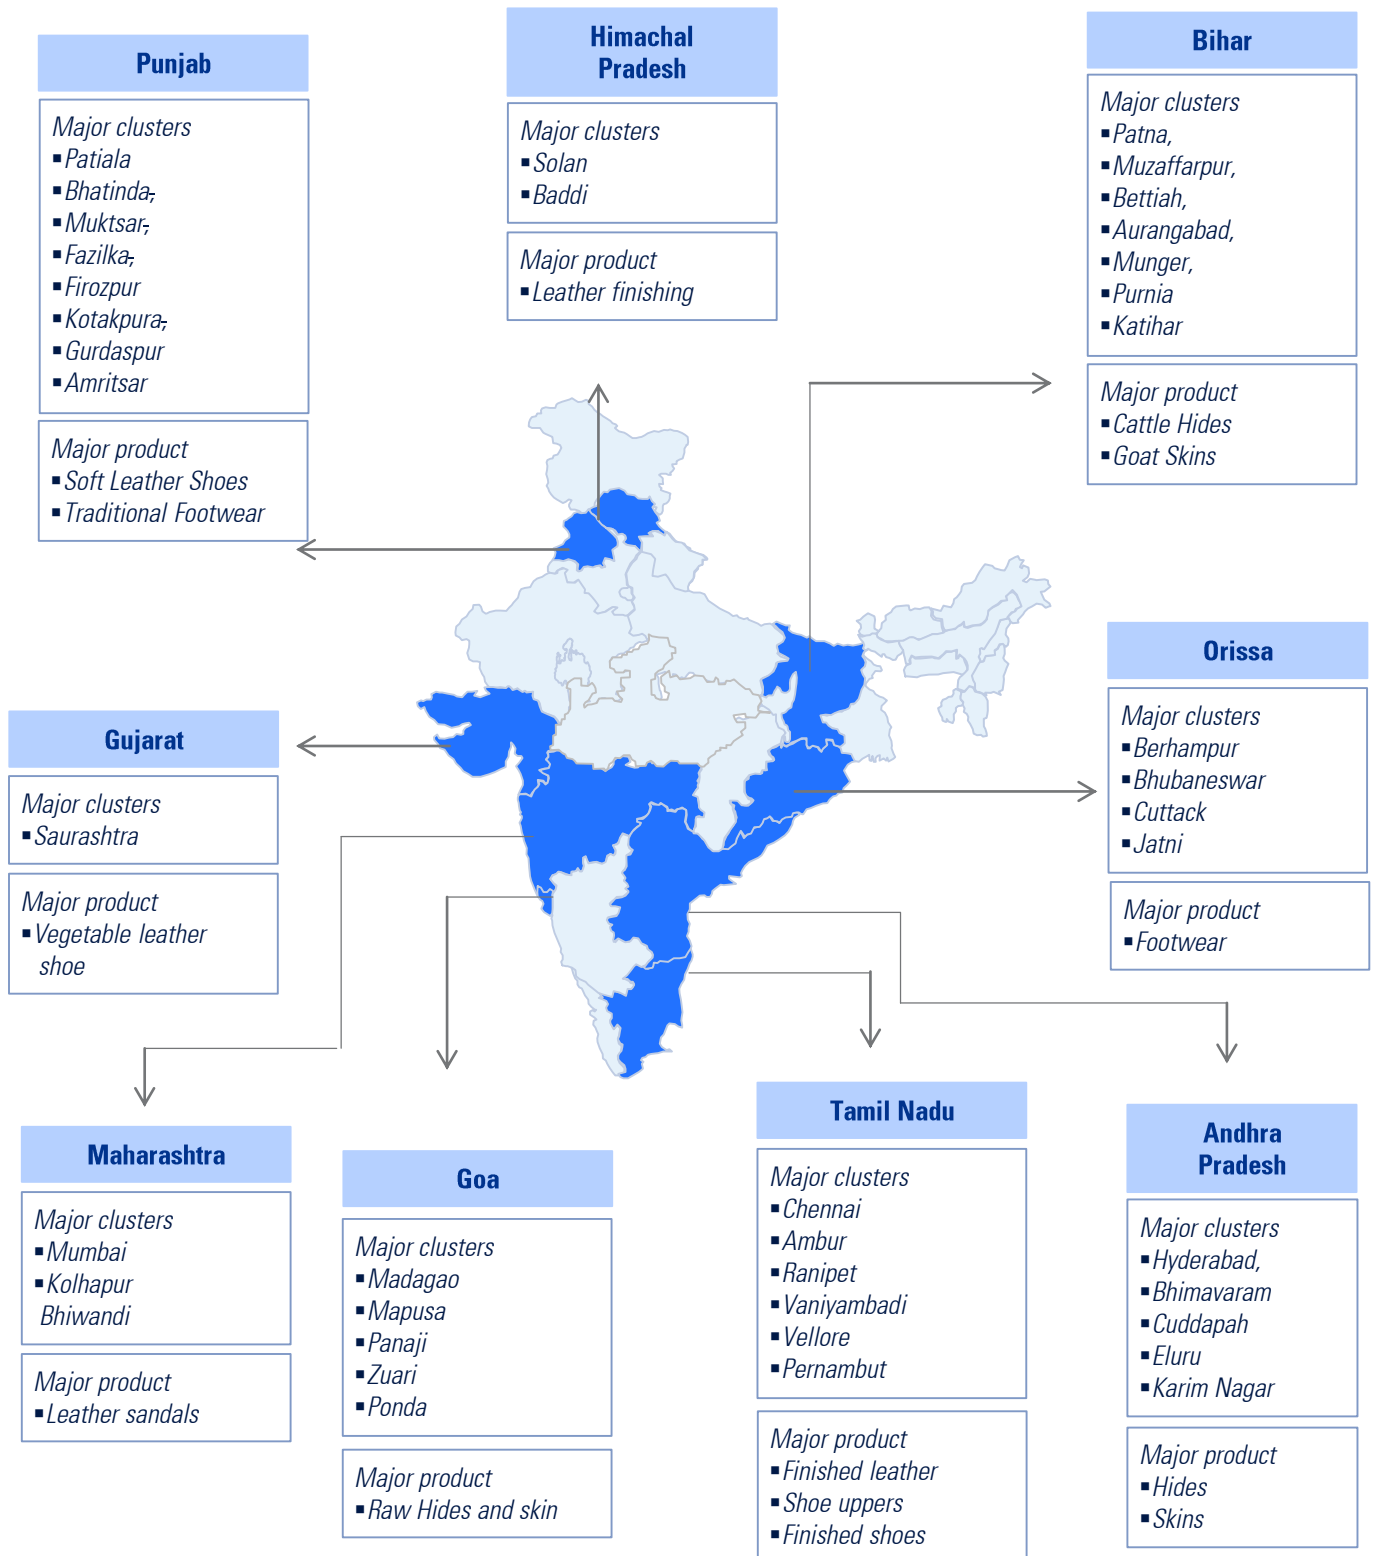 Punjab
Major clusters
▪Patiala
▪Bhatinda,
▪Muktsar,
▪Fazilka,
▪Firozpur
▪Kotakpura,
▪Gurdaspur
▪Amritsar
Major product
▪Soft Leather Shoes
▪Traditional Footwear
Himachal
Pradesh
Major clusters
▪Solan
▪Baddi
Major product
▪Leather finishing
Bihar
Major clusters
▪Patna,
▪Muzaffarpur,
▪Bettiah,
▪Aurangabad,
▪Munger,
▪Purnia
▪Katihar
Major product
▪Cattle Hides
▪Goat Skins
Gujarat
Major clusters
▪Saurashtra
Major product
▪Vegetable leather
shoe
Orissa
Major clusters
▪Berhampur
▪Bhubaneswar
▪Cuttack
▪Jatni
Major product
▪Footwear
Maharashtra
Major clusters
▪Mumbai
▪Kolhapur
Bhiwandi
Major product
▪Leather sandals
Goa
Major clusters
▪Madagao
▪Mapusa
▪Panaji
▪Zuari
▪Ponda
Major product
▪Raw Hides and skin
Tamil Nadu
Major clusters
▪Chennai
▪Ambur
▪Ranipet
▪Vaniyambadi
▪Vellore
▪Pernambut
Major product
▪Finished leather
▪Shoe uppers
▪Finished shoes
Andhra
Pradesh
Major clusters
▪Hyderabad,
▪Bhimavaram
▪Cuddapah
▪Eluru
▪Karim Nagar
Major product
▪Hides
▪Skins